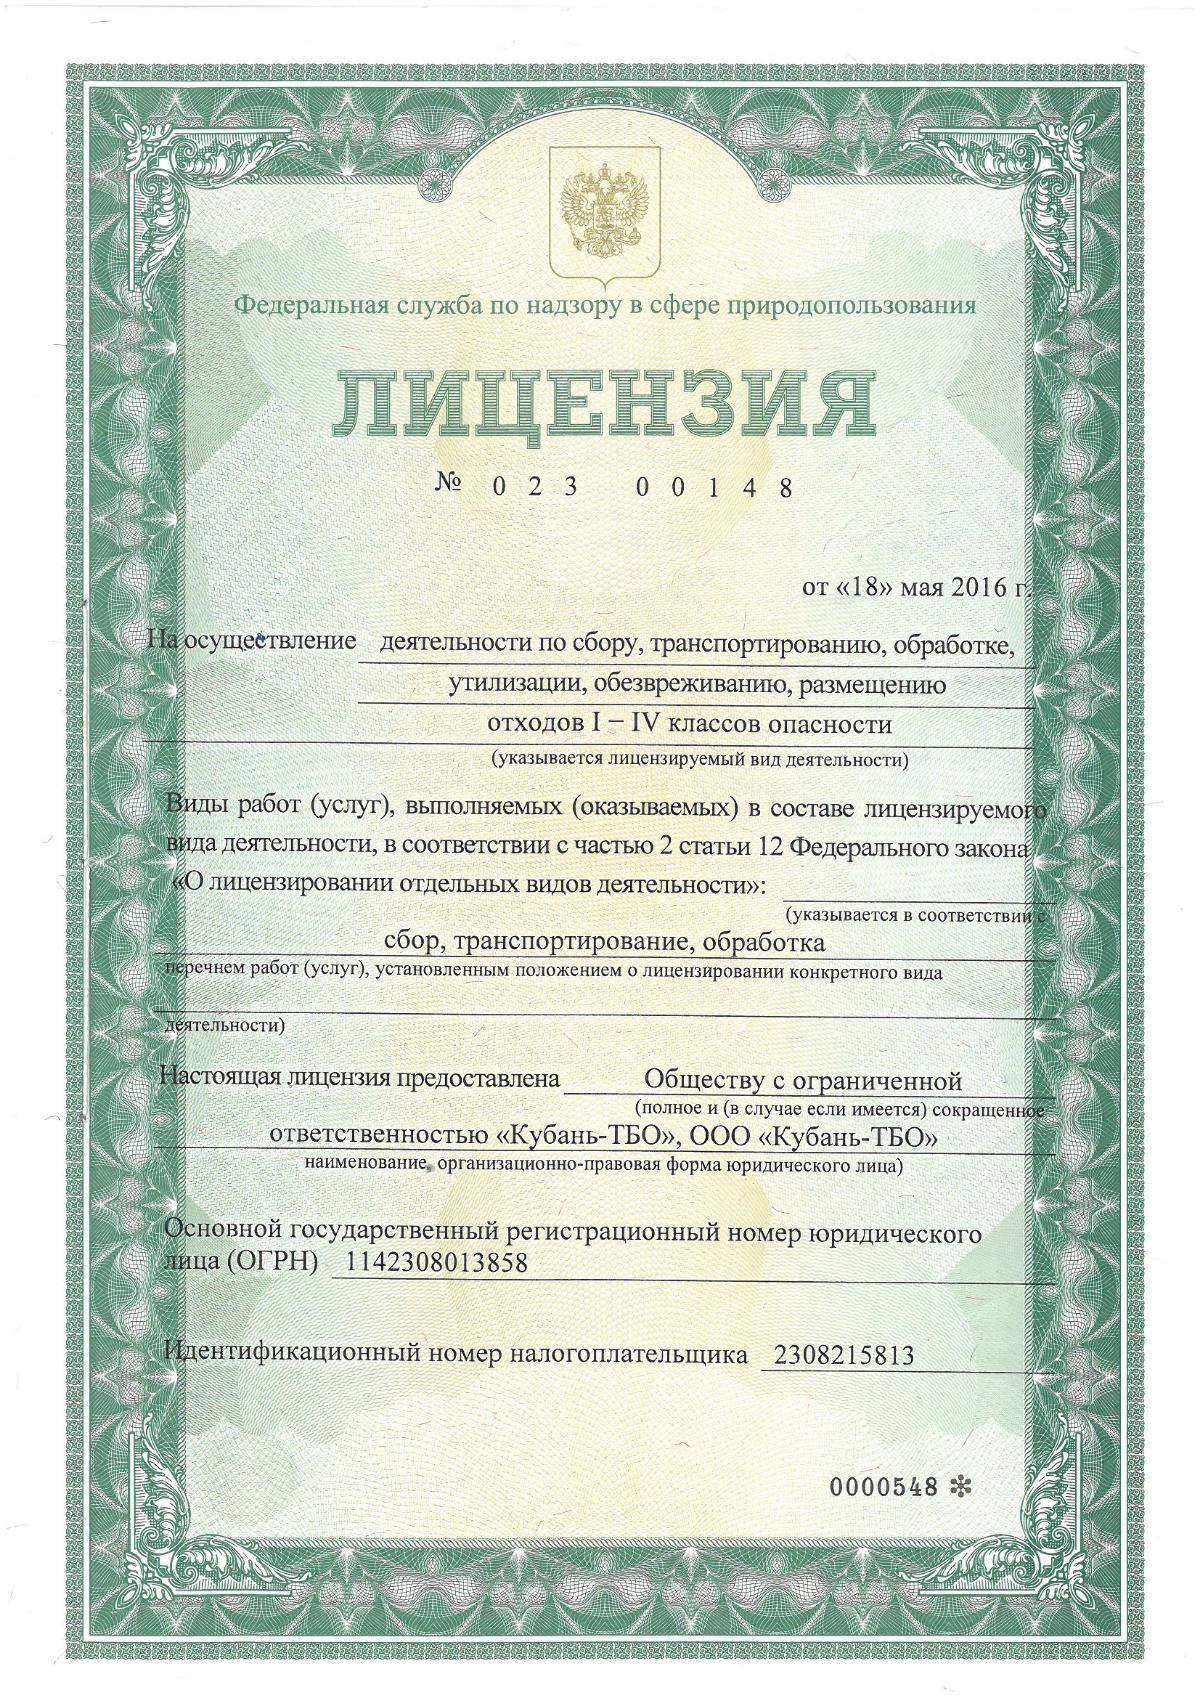 Федеральная служба по надзору в сфере природопользования
ЛИЦЕНЗИЯ
№ 023 00148
от «18» мая 2016 г.
На осуществление деятельности по сбору, транспортированию, обработке,
утилизации, обезвреживанию, размещению
отходов I – IV классов опасности
(указывается лицензируемый вид деятельности)
Виды работ (услуг), выполняемых (оказываемых) в составе лицензируемого
вида деятельности, в соответствии с частью 2 статьи 12 Федерального закона
«О лицензировании отдельных видов деятельности»:
(указывается в соответствии с
сбор, транспортирование, обработка
перечнем работ (услуг), установленным положением о лицензировании конкретного вида
деятельности)
Настоящая лицензия предоставлена Обществу с ограниченной
(полное и (в случае если имеется) сокращенное
ответственностью «Кубань-ТБО», ООО «Кубань-ТБО»
наименование, организационно-правовая форма юридического лица)
Основной государственный регистрационный номер юридического
лица (ОГРН) 1142308013858
Идентификационный номер налогоплательщика 2308215813
0000548 ✻